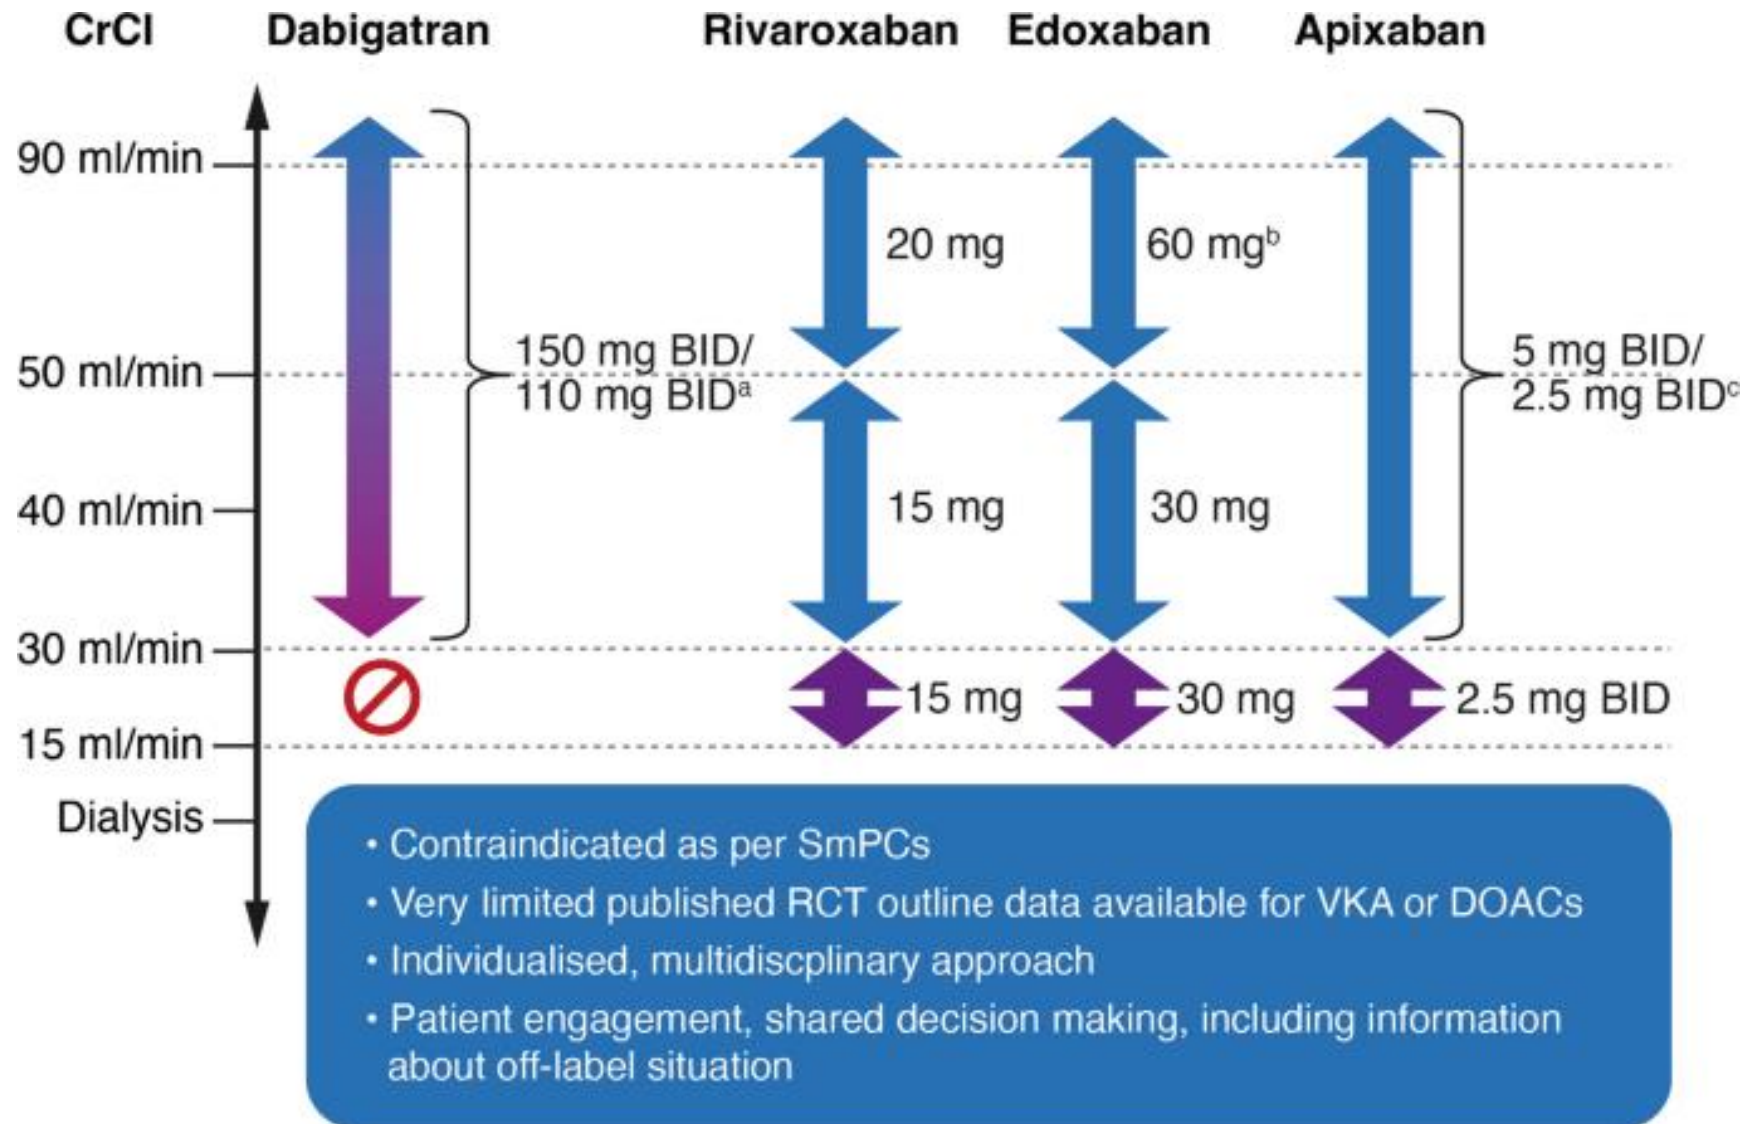 CrCl Dabigatran Rivaroxaban Edoxaban Apixaban
90 ml/min
20 mg 60 mgᵇ
150 mg BID/
110 mg BIDᵃ
5 mg BID/
2.5 mg BIDᶜ
50 ml/min
40 ml/min 15 mg 30 mg
30 ml/min
15 mg 30 mg 2.5 mg BID
15 ml/min
Dialysis
• Contraindicated as per SmPCs
• Very limited published RCT outline data available for VKA or DOACs
• Individualised, multidiscplinary approach
• Patient engagement, shared decision making, including information
about off-label situation